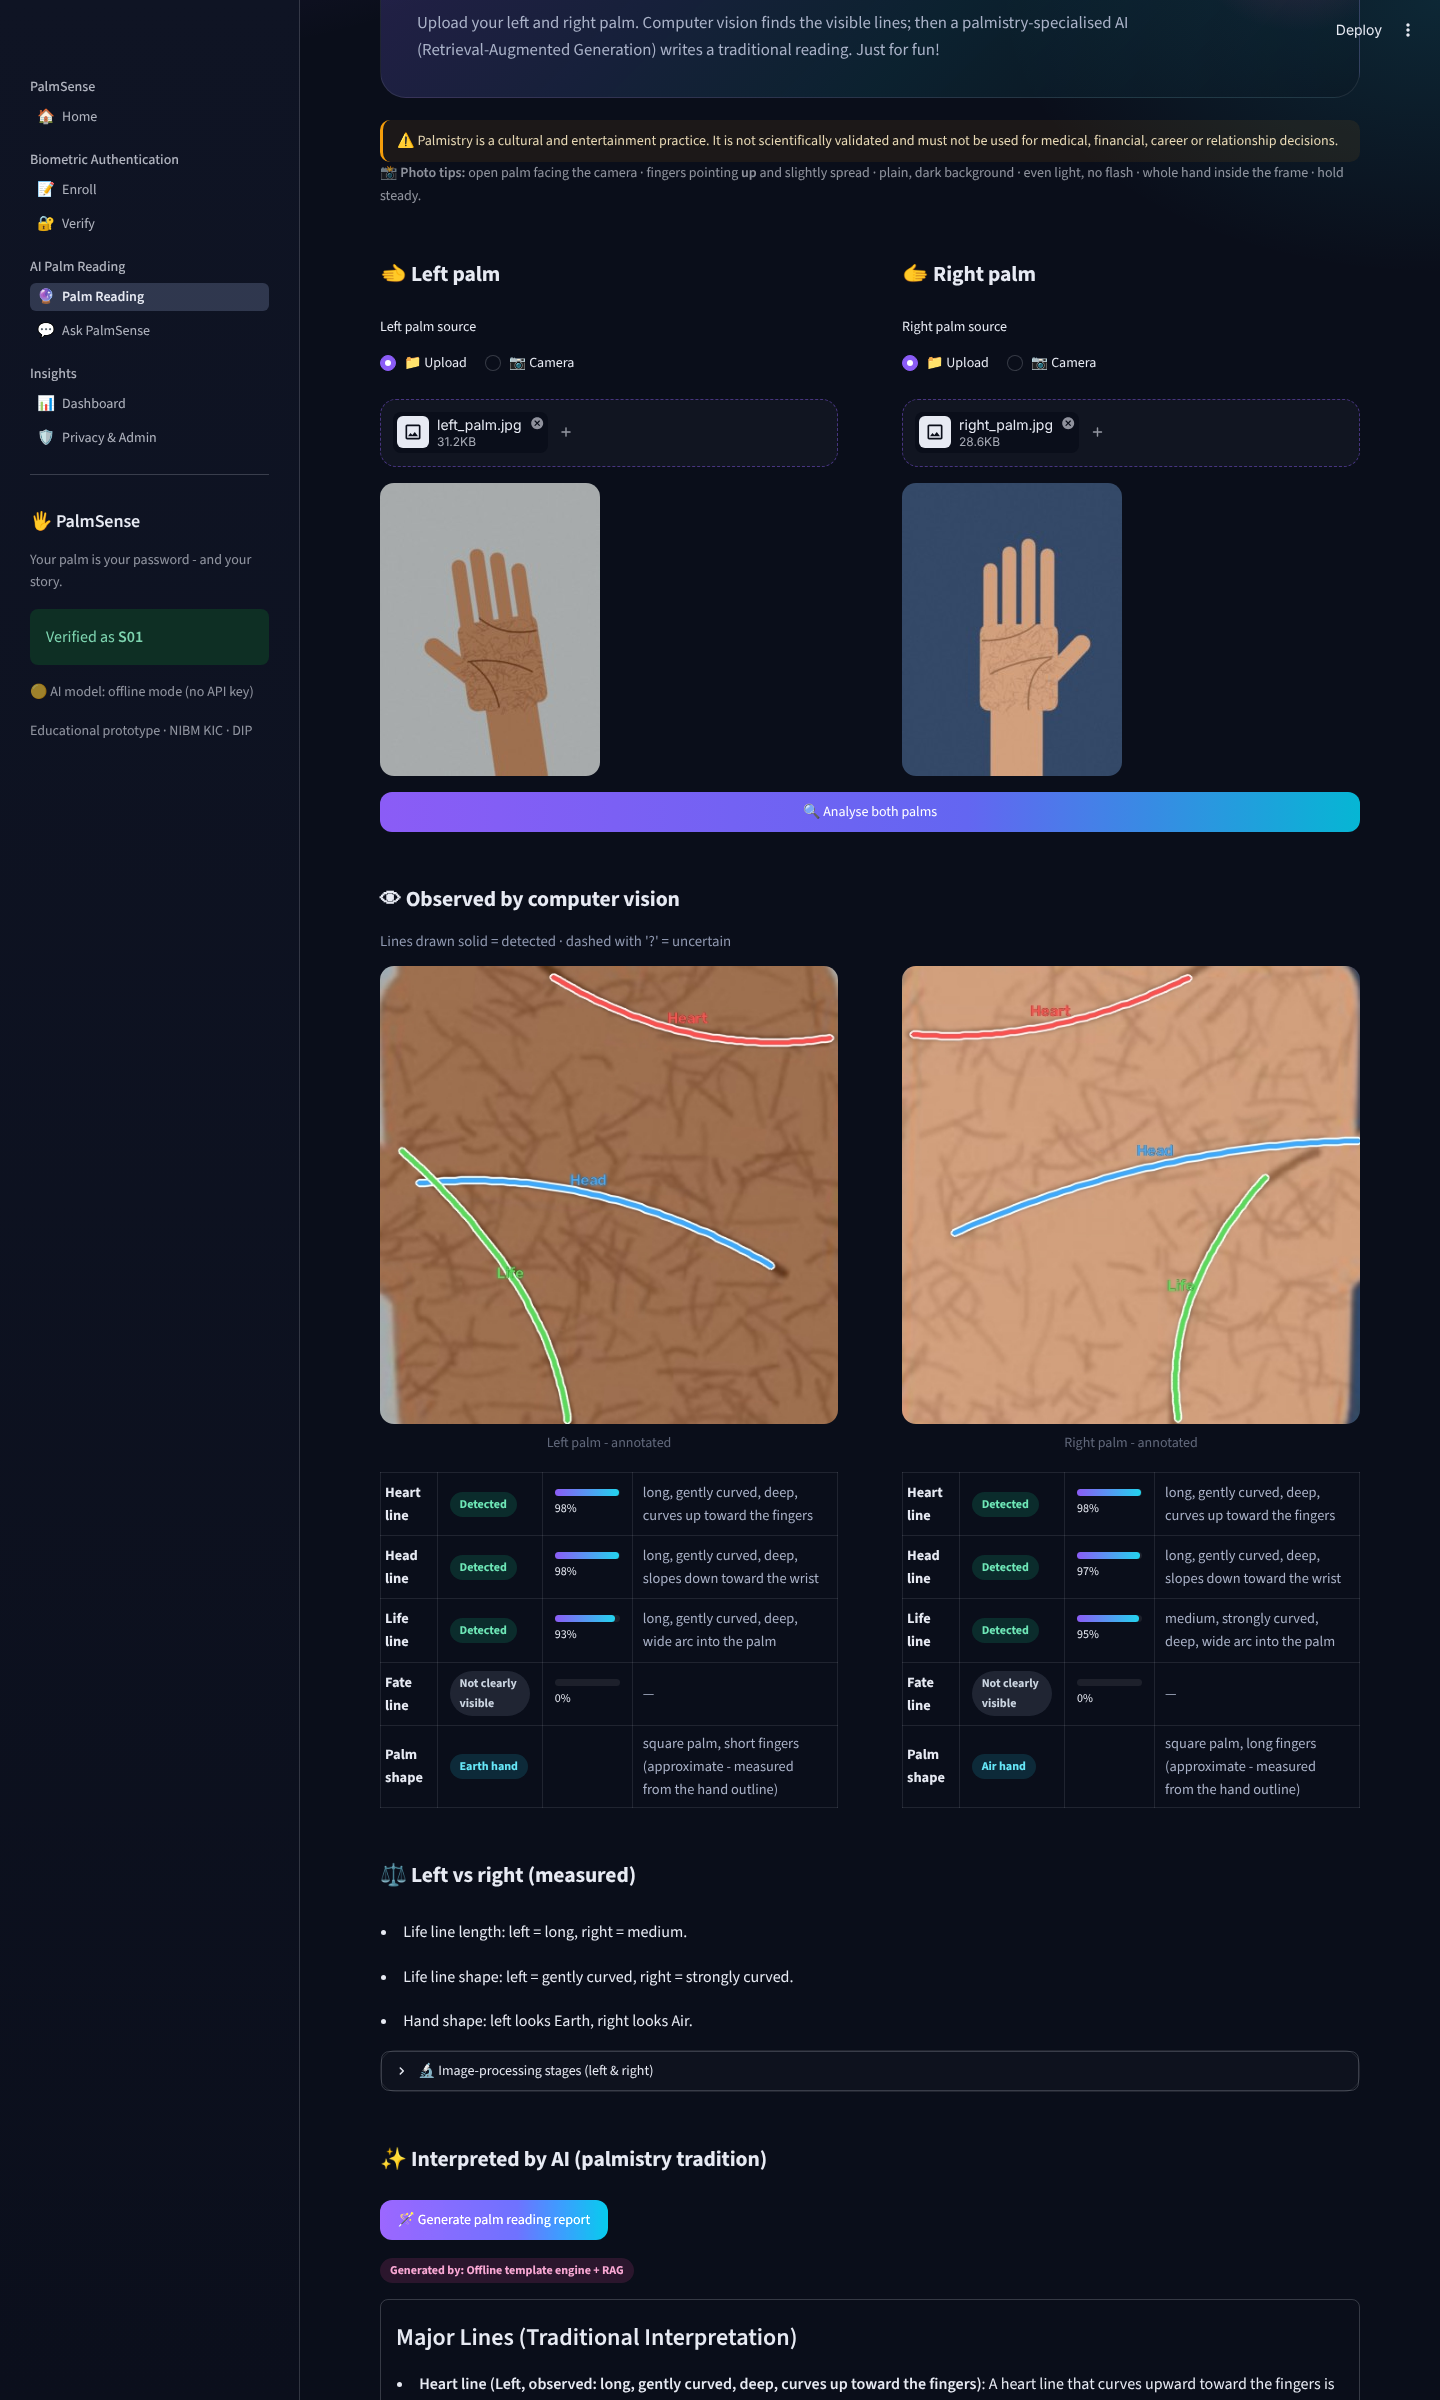 Upload your left and right palm. Computer vision finds the visible lines; then a palmistry-specialised AI
(Retrieval-Augmented Generation) writes a traditional reading. Just for fun!
Deploy
PalmSense
🏠 Home
Biometric Authentication
📝 Enroll
🔐 Verify
AI Palm Reading
🔮 Palm Reading
💬 Ask PalmSense
Insights
📊 Dashboard
🛡️ Privacy & Admin
🖐️ PalmSense
Your palm is your password - and your
story.
Verified as S01
🟡 AI model: offline mode (no API key)
Educational prototype · NIBM KIC · DIP
⚠️ Palmistry is a cultural and entertainment practice. It is not scientifically validated and must not be used for medical, financial, career or relationship decisions.
📸 Photo tips: open palm facing the camera · fingers pointing up and slightly spread · plain, dark background · even light, no flash · whole hand inside the frame · hold
steady.
🫲 Left palm
Left palm source
📁 Upload 📷 Camera
left_palm.jpg
31.2KB
🫱 Right palm
Right palm source
📁 Upload 📷 Camera
right_palm.jpg
28.6KB
🔍 Analyse both palms
👁 Observed by computer vision
Lines drawn solid = detected · dashed with '?' = uncertain
Heart
Head
Life
Left palm - annotated
Heart
Head
Life
Right palm - annotated
Heart line Detected 98% long, gently curved, deep, curves up toward the fingers
Head line Detected 98% long, gently curved, deep, slopes down toward the wrist
Life line Detected 93% long, gently curved, deep, wide arc into the palm
Fate line Not clearly visible 0% —
Palm shape Earth hand square palm, short fingers (approximate - measured from the hand outline)
Heart line Detected 98% long, gently curved, deep, curves up toward the fingers
Head line Detected 97% long, gently curved, deep, slopes down toward the wrist
Life line Detected 95% medium, strongly curved, deep, wide arc into the palm
Fate line Not clearly visible 0% —
Palm shape Air hand square palm, long fingers (approximate - measured from the hand outline)
⚖️ Left vs right (measured)
• Life line length: left = long, right = medium.
• Life line shape: left = gently curved, right = strongly curved.
• Hand shape: left looks Earth, right looks Air.
🔬 Image-processing stages (left & right)
✨ Interpreted by AI (palmistry tradition)
🪄 Generate palm reading report
Generated by: Offline template engine + RAG
Major Lines (Traditional Interpretation)
• Heart line (Left, observed: long, gently curved, deep, curves up toward the fingers): A heart line that curves upward toward the fingers is